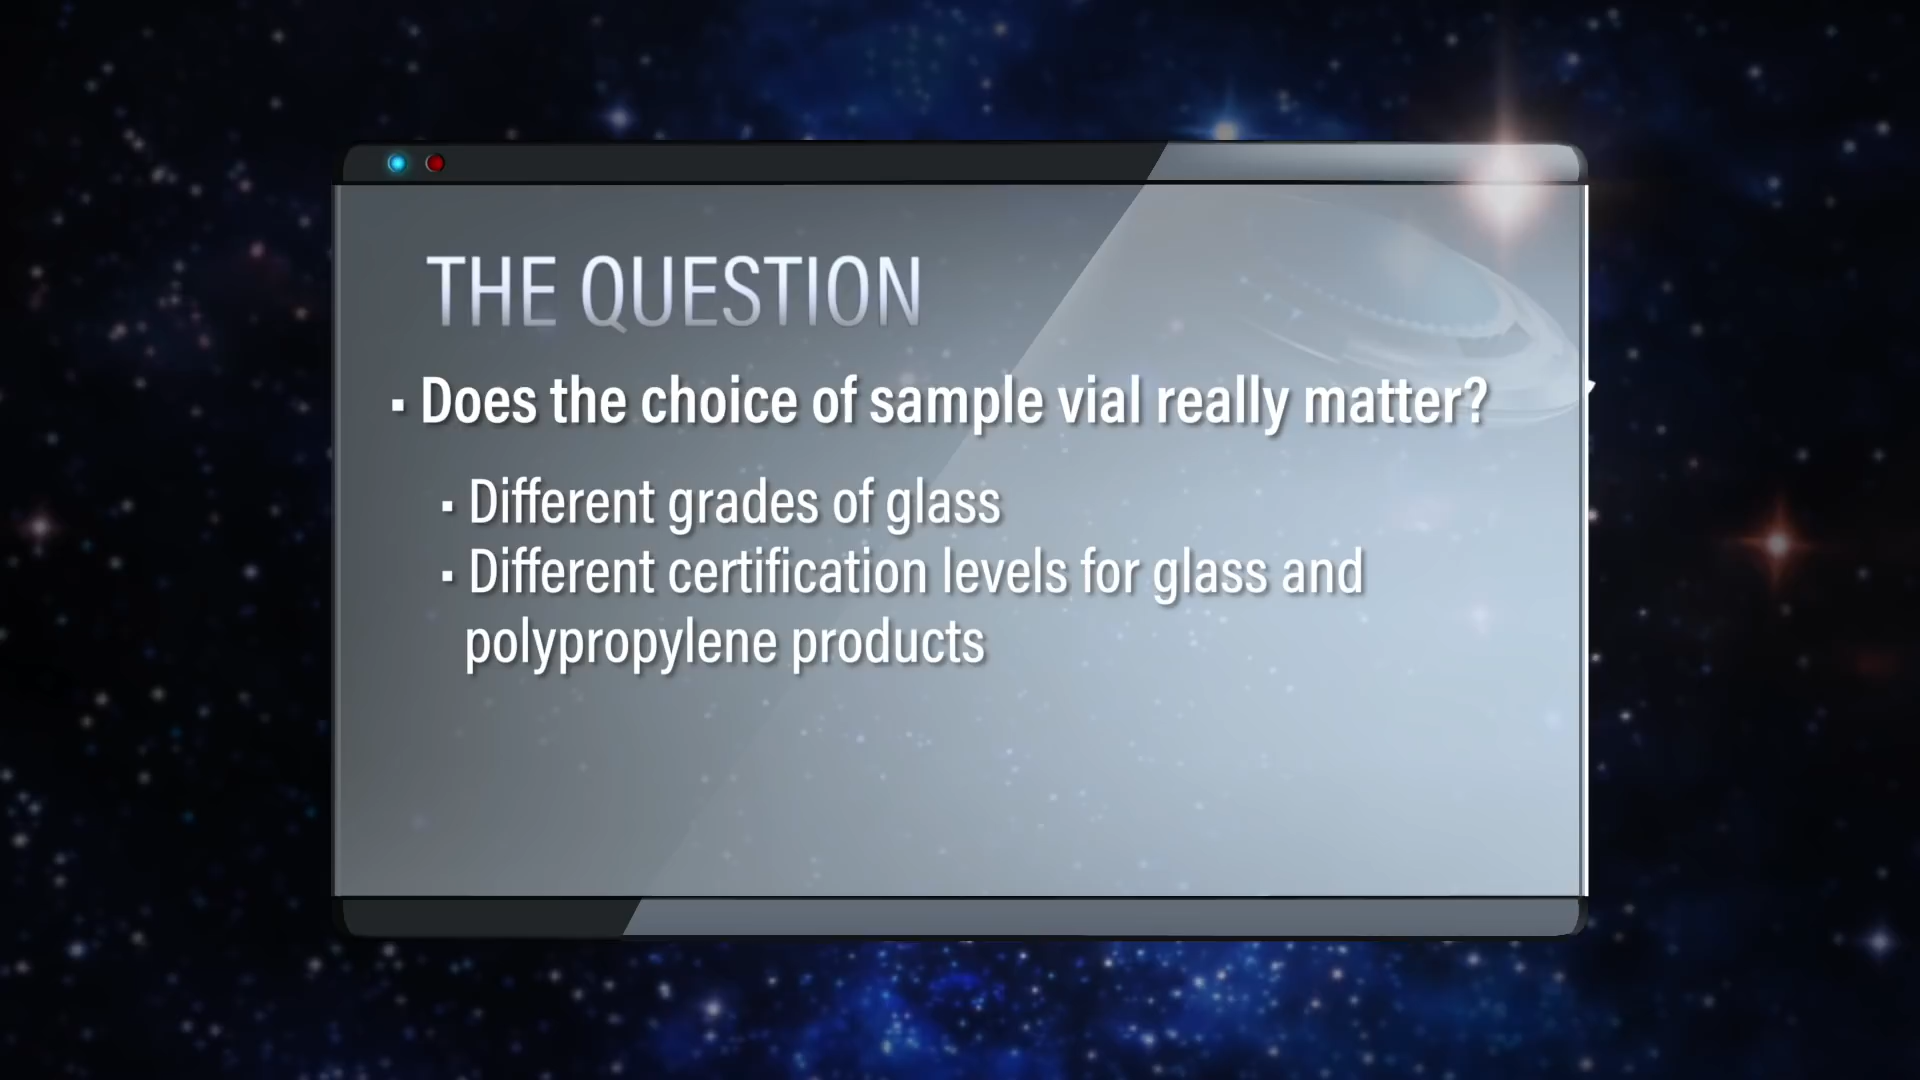 THE QUESTION
▪ Does the choice of sample vial really matter?
▪ Different grades of glass
▪ Different certification levels for glass and
polypropylene products